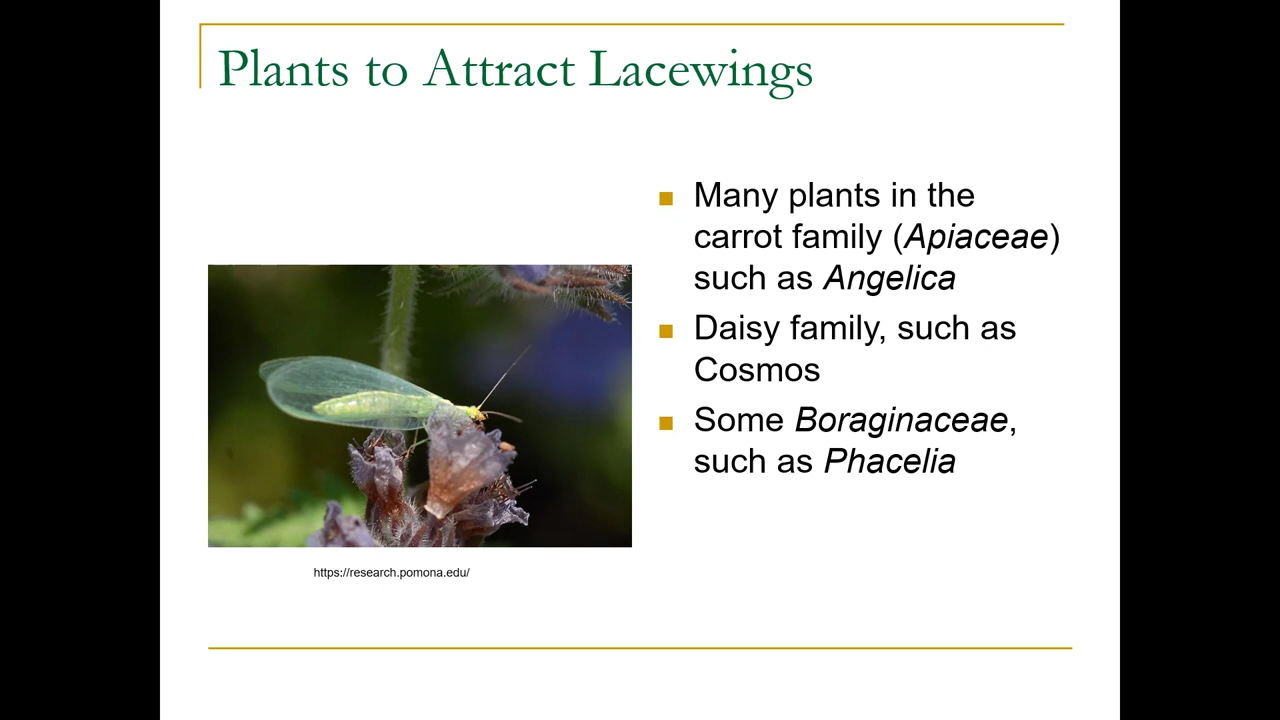 Plants to Attract Lacewings
Many plants in the
carrot family (Apiaceae)
such as Angelica
Daisy family, such as
Cosmos
Some Boraginaceae,
such as Phacelia
https://research.pomona.edu/